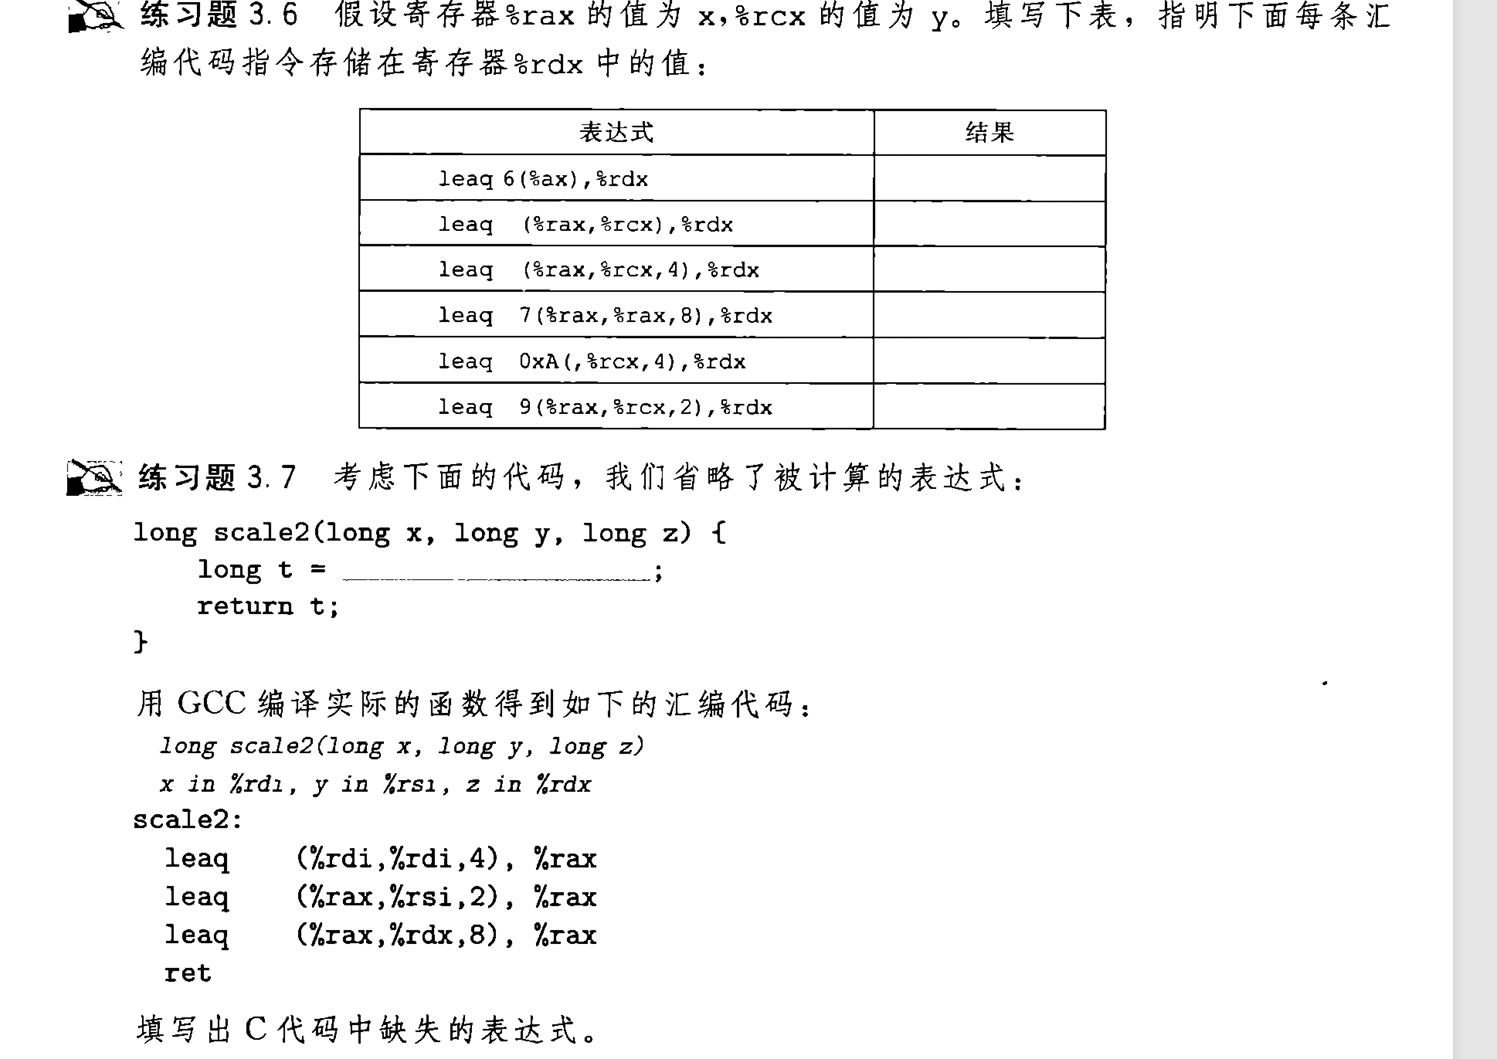 练习题 3.6 假设寄存器%rax 的值为 x,%rcx 的值为 y。填写下表,指明下面每条汇
编代码指令存储在寄存器%rdx 中的值:
表达式 结果
leaq 6(%ax),%rdx
leaq (%rax,%rcx),%rdx
leaq (%rax,%rcx,4),%rdx
leaq 7(%rax,%rax,8),%rdx
leaq 0xA(,%rcx,4),%rdx
leaq 9(%rax,%rcx,2),%rdx
练习题 3.7 考虑下面的代码,我们省略了被计算的表达式:
long scale2(long x, long y, long z) {
long t = ____________________;
return t;
}
用 GCC 编译实际的函数得到如下的汇编代码:
long scale2(long x, long y, long z)
x in %rdi, y in %rsi, z in %rdx
scale2:
leaq (%rdi,%rdi,4), %rax
leaq (%rax,%rsi,2), %rax
leaq (%rax,%rdx,8), %rax
ret
填写出 C 代码中缺失的表达式。